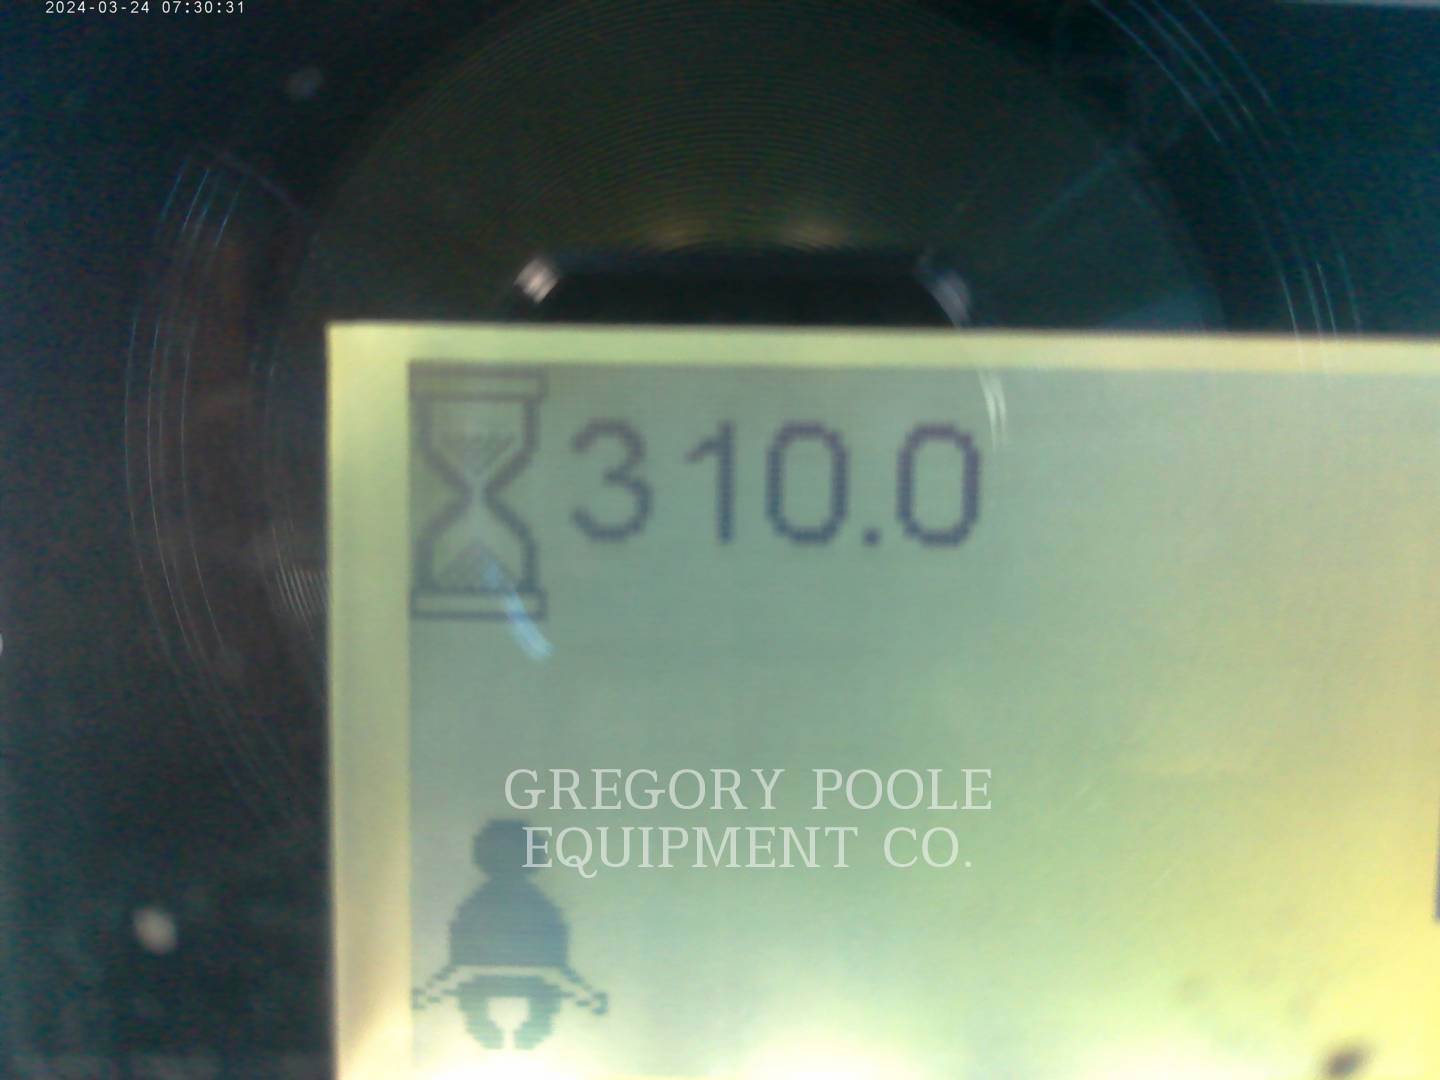 2024-03-24 07:30:31
310.0
GREGORY POOLE
EQUIPMENT CO.